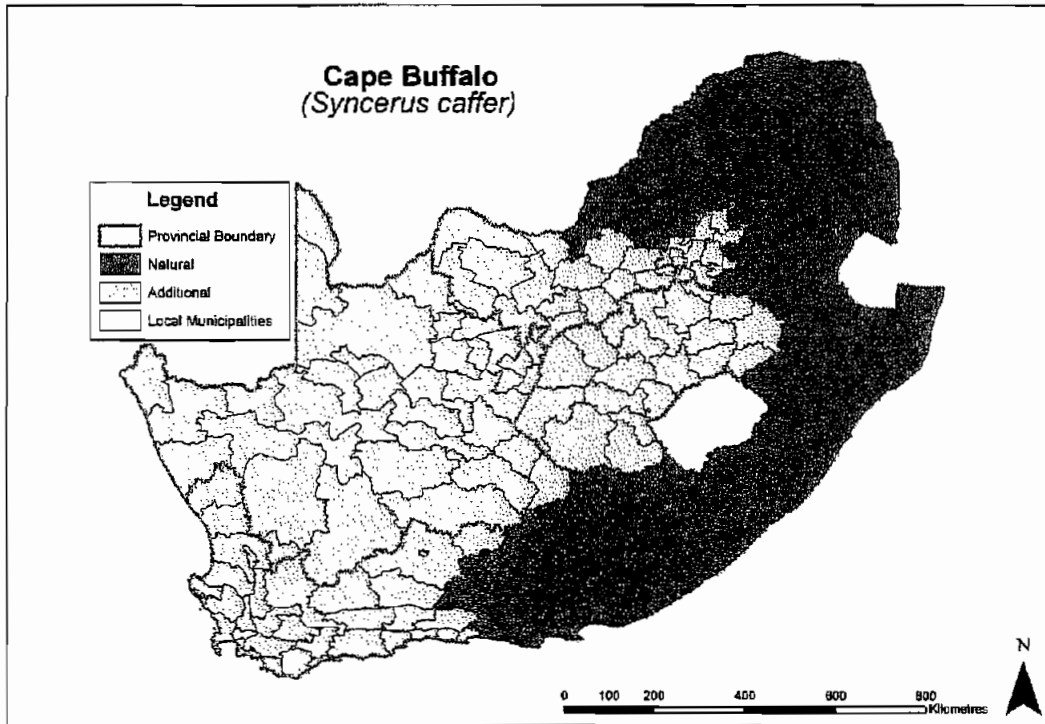 Cape Buffalo
(Syncerus caffer)
Legend
Provincial Boundary
Natural
Additional
Local Municipalities
N
0 100 200 400 600 800
Kilometres